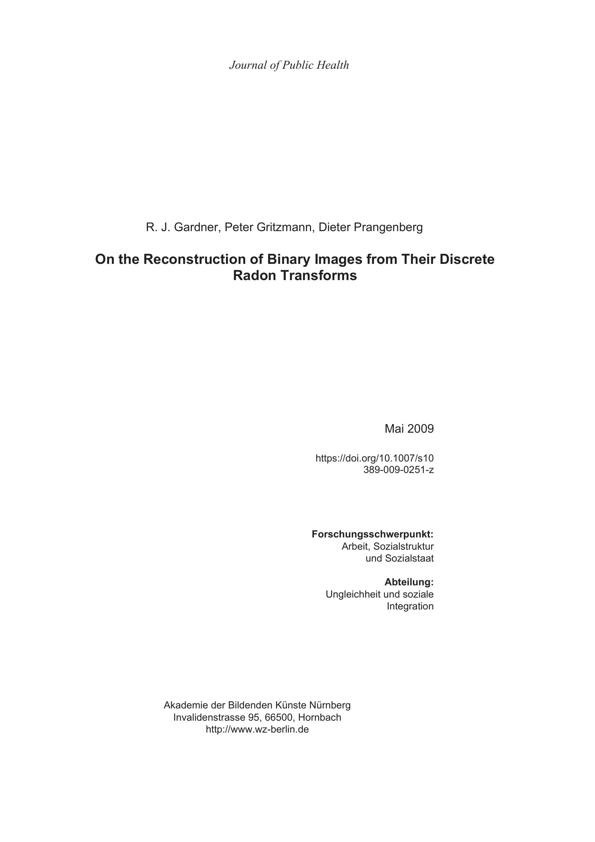 Journal of Public Health
R. J. Gardner, Peter Gritzmann, Dieter Prangenberg
On the Reconstruction of Binary Images from Their Discrete
Radon Transforms
Mai 2009
https://doi.org/10.1007/s10
389-009-0251-z
Forschungsschwerpunkt:
Arbeit, Sozialstruktur
und Sozialstaat
Abteilung:
Ungleichheit und soziale
Integration
Akademie der Bildenden Künste Nürnberg
Invalidenstrasse 95, 66500, Hornbach
http://www.wz-berlin.de